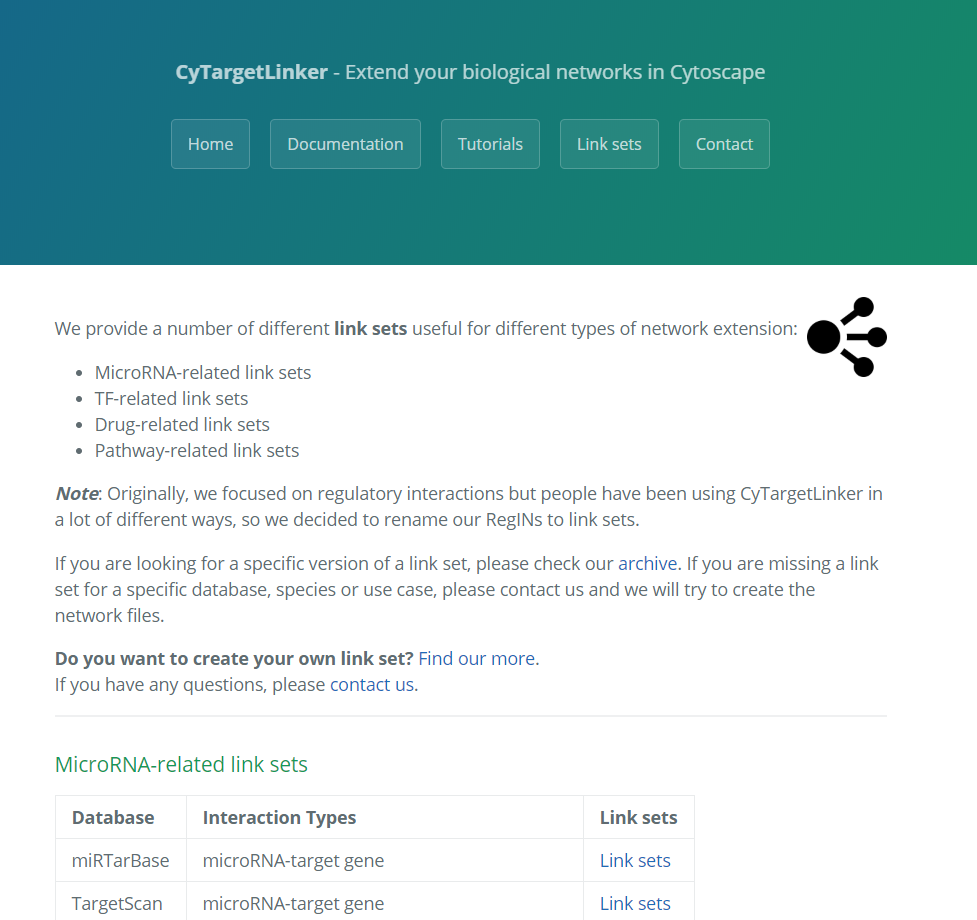 CyTargetLinker - Extend your biological networks in Cytoscape
Home Documentation Tutorials Link sets Contact
We provide a number of different link sets useful for different types of network extension:
MicroRNA-related link sets
TF-related link sets
Drug-related link sets
Pathway-related link sets
Note: Originally, we focused on regulatory interactions but people have been using CyTargetLinker in
a lot of different ways, so we decided to rename our RegINs to link sets.
If you are looking for a specific version of a link set, please check our archive. If you are missing a link
set for a specific database, species or use case, please contact us and we will try to create the
network files.
Do you want to create your own link set? Find our more.
If you have any questions, please contact us.
MicroRNA-related link sets
Database Interaction Types Link sets
miRTarBase microRNA-target gene Link sets
TargetScan microRNA-target gene Link sets